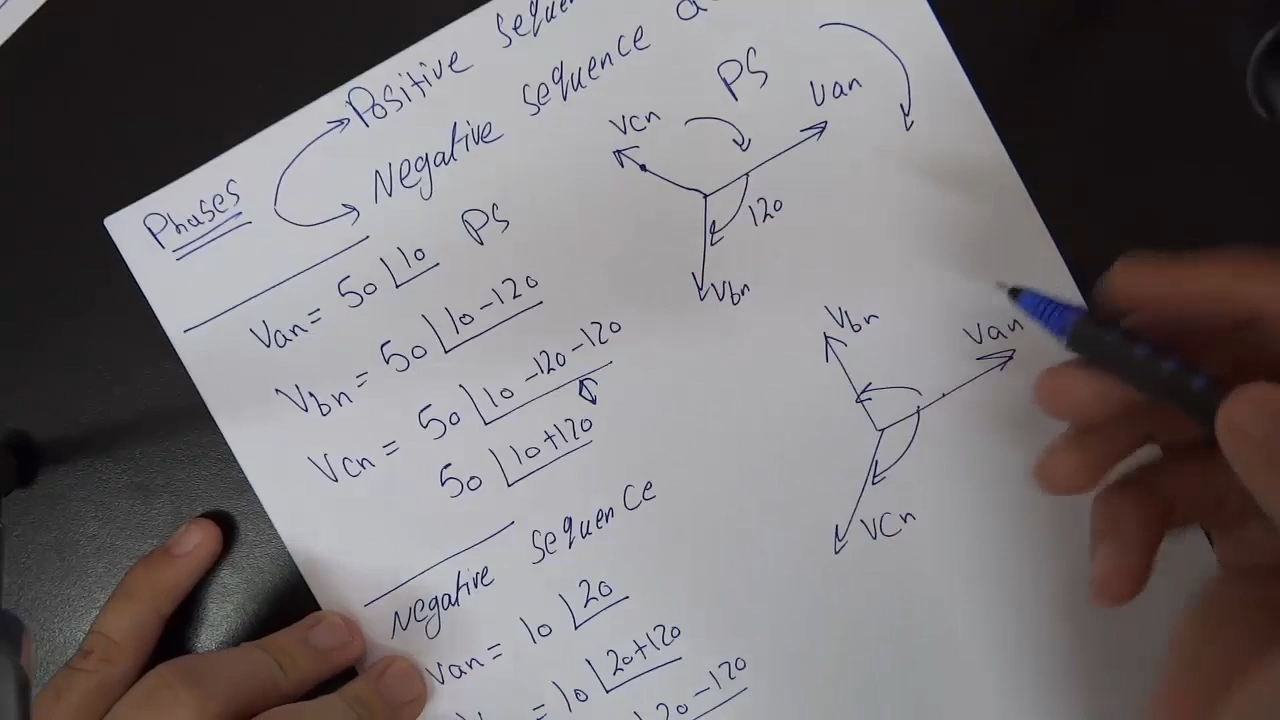 Positive
Negative sequence
Phases
Van = 50 ∠10 PS
Vbn = 50 ∠10-120
Vcn = 50 ∠10-120-120
50 ∠10+120
Negative sequence
Van = 10 ∠20
= 10 ∠20+120
∠20-120
PS
Vcn
Van
120
Vbn
Vbn
Van
VCn